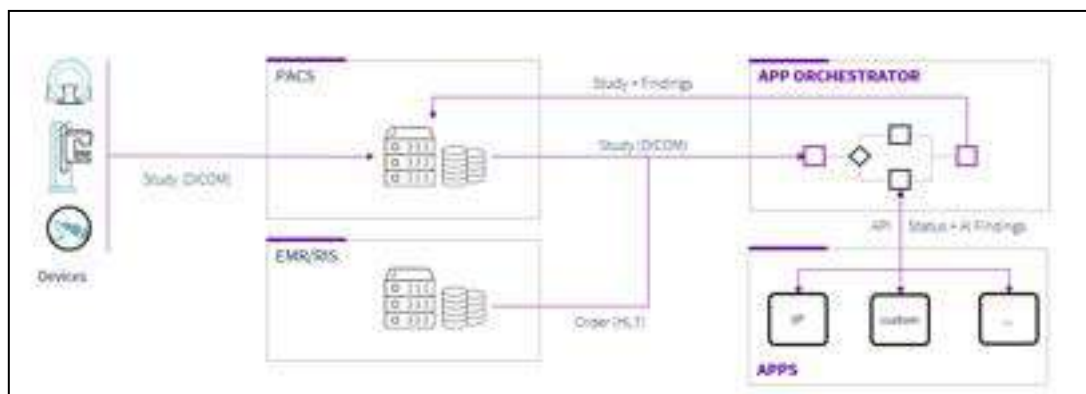 PACS
APP ORCHESTRATOR
Study + Findings
Study (DICOM)
Study (DICOM)
EMR/RIS
API
Status + AI Findings
Devices
custom
...
Order (HL7)
APPS